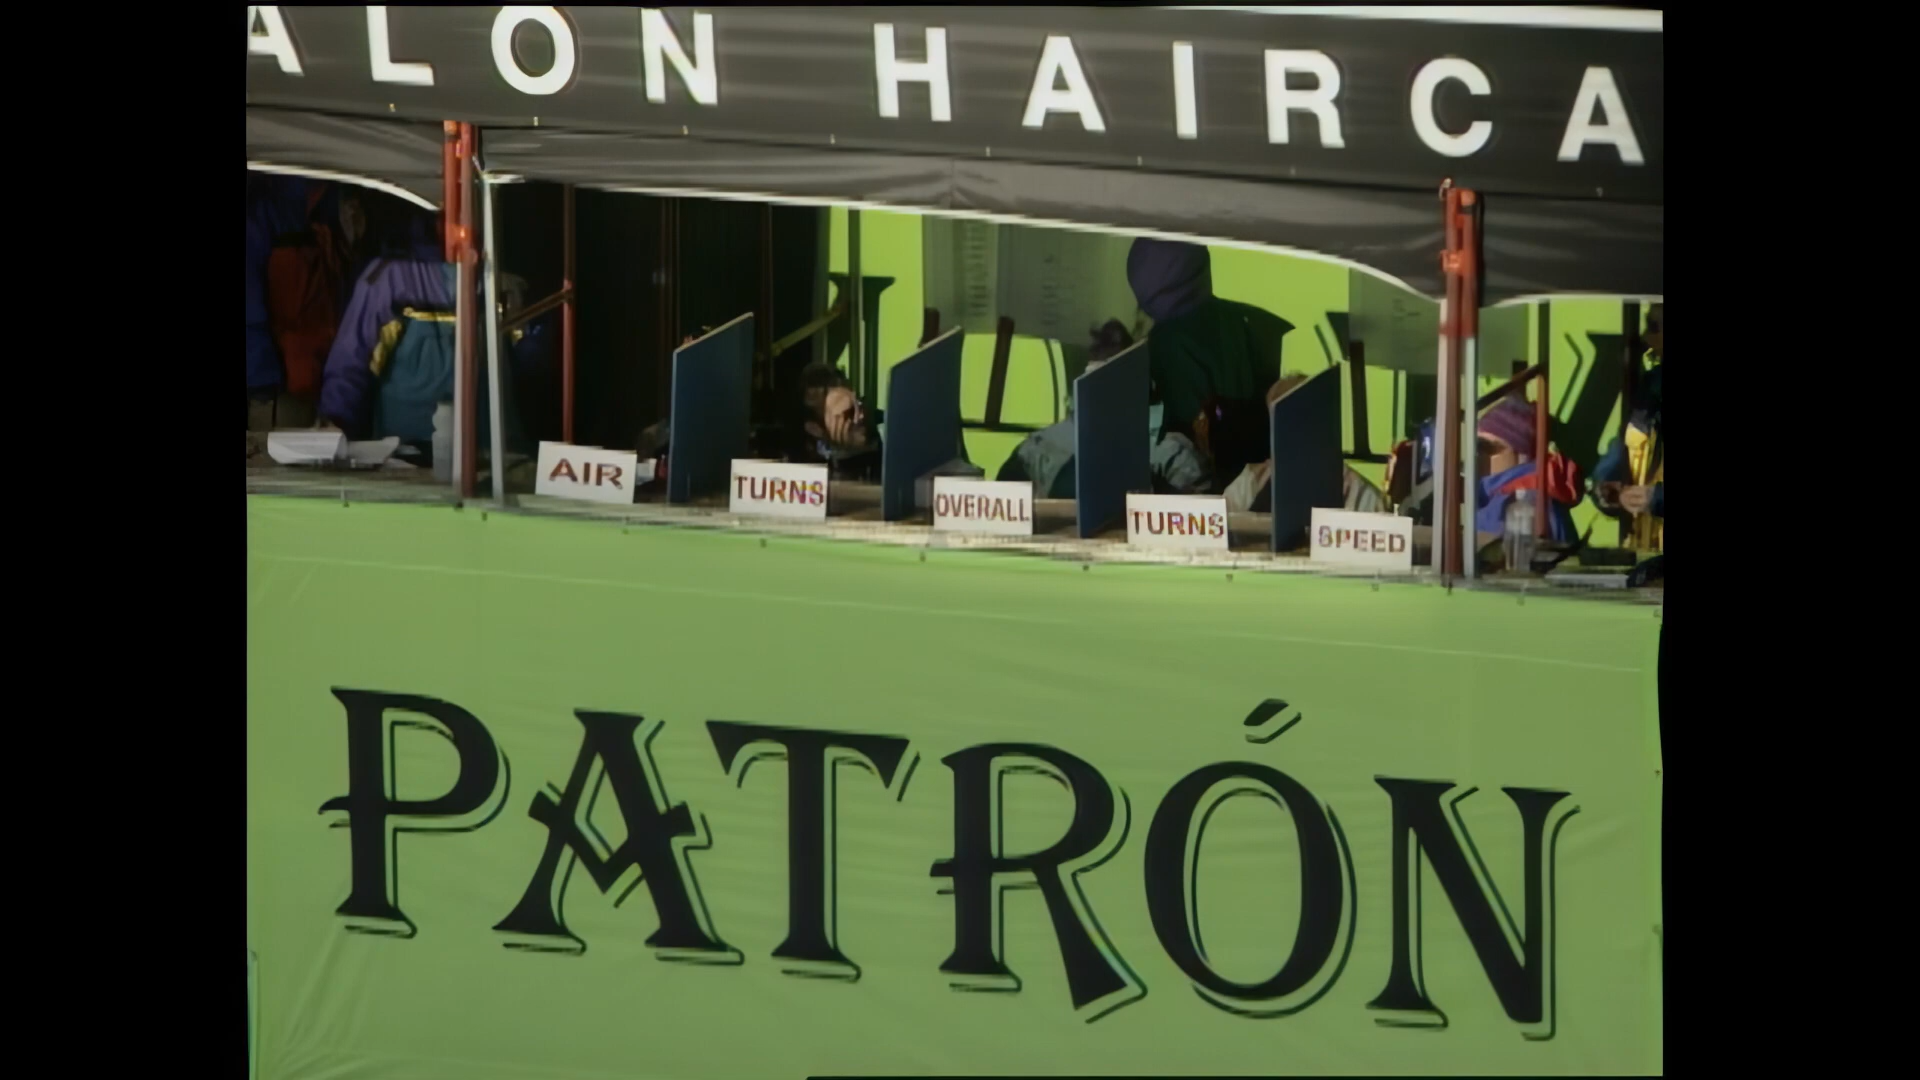 ALON HAIRCA
AIR
TURNS
OVERALL
TURNS
SPEED
PATRÓN